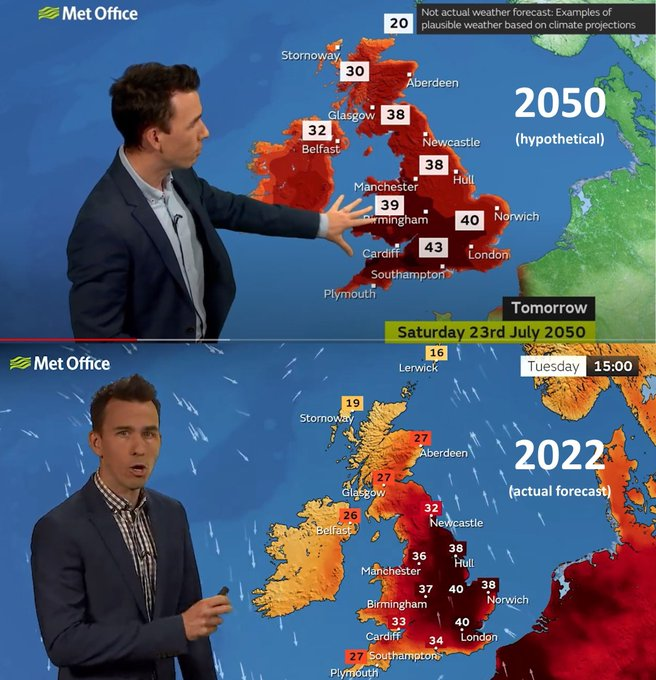 Met Office
20
Not actual weather forecast: Examples of
plausible weather based on climate projections
Stornoway
30
Aberdeen
2050
(hypothetical)
Glasgow
38
32
Belfast
Newcastle
38
Hull
Manchester
39
Birmingham
40
Norwich
Cardiff
43
London
Southampton
Plymouth
Tomorrow
Saturday 23rd July 2050
Met Office
16
Lerwick
Tuesday 15:00
19
Stornoway
27
Aberdeen
2022
(actual forecast)
27
Glasgow
26
Belfast
32
Newcastle
36
Manchester
38
Hull
37
Birmingham
40
38
Norwich
33
Cardiff
40
London
34
Southampton
27
Plymouth